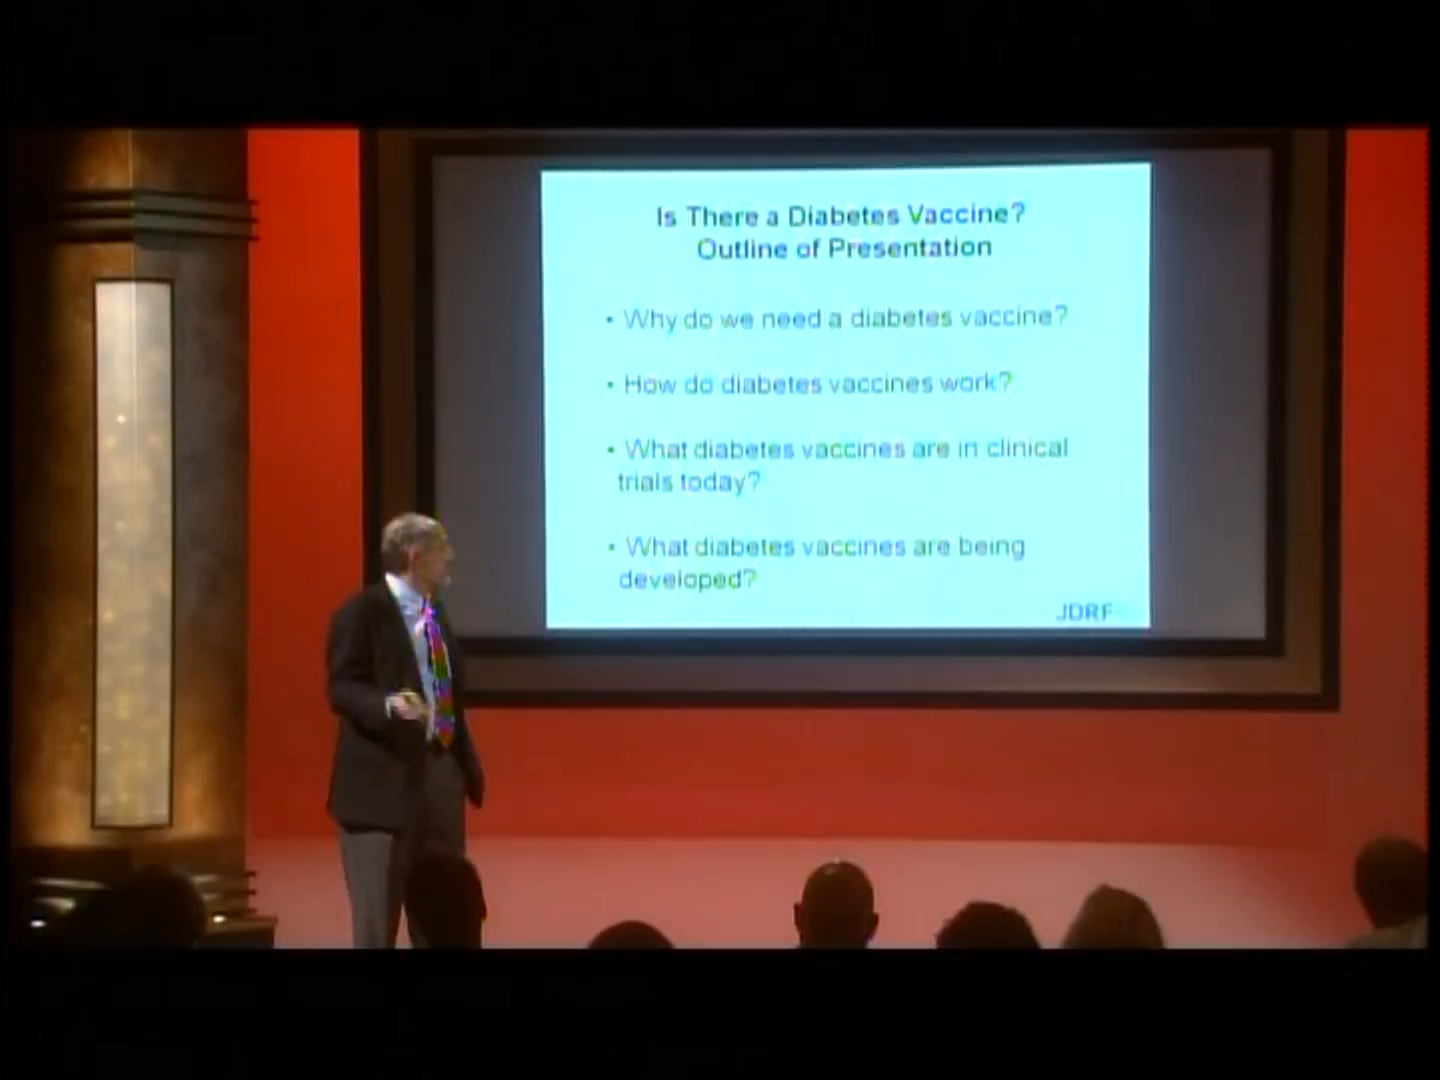 Is There a Diabetes Vaccine?
Outline of Presentation
• Why do we need a diabetes vaccine?
• How do diabetes vaccines work?
• What diabetes vaccines are in clinical
trials today?
• What diabetes vaccines are being
developed?
JDRF